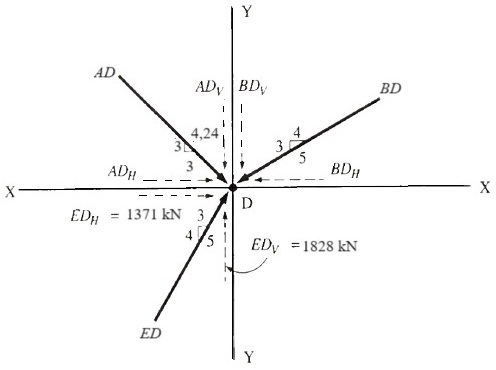 Y
AD
AD_V BD_V
BD
3 4,24
3
3 4
5
AD_H
BD_H
X
X
D
ED_H = 1371 kN
3
4 5
ED_V = 1828 kN
ED
Y